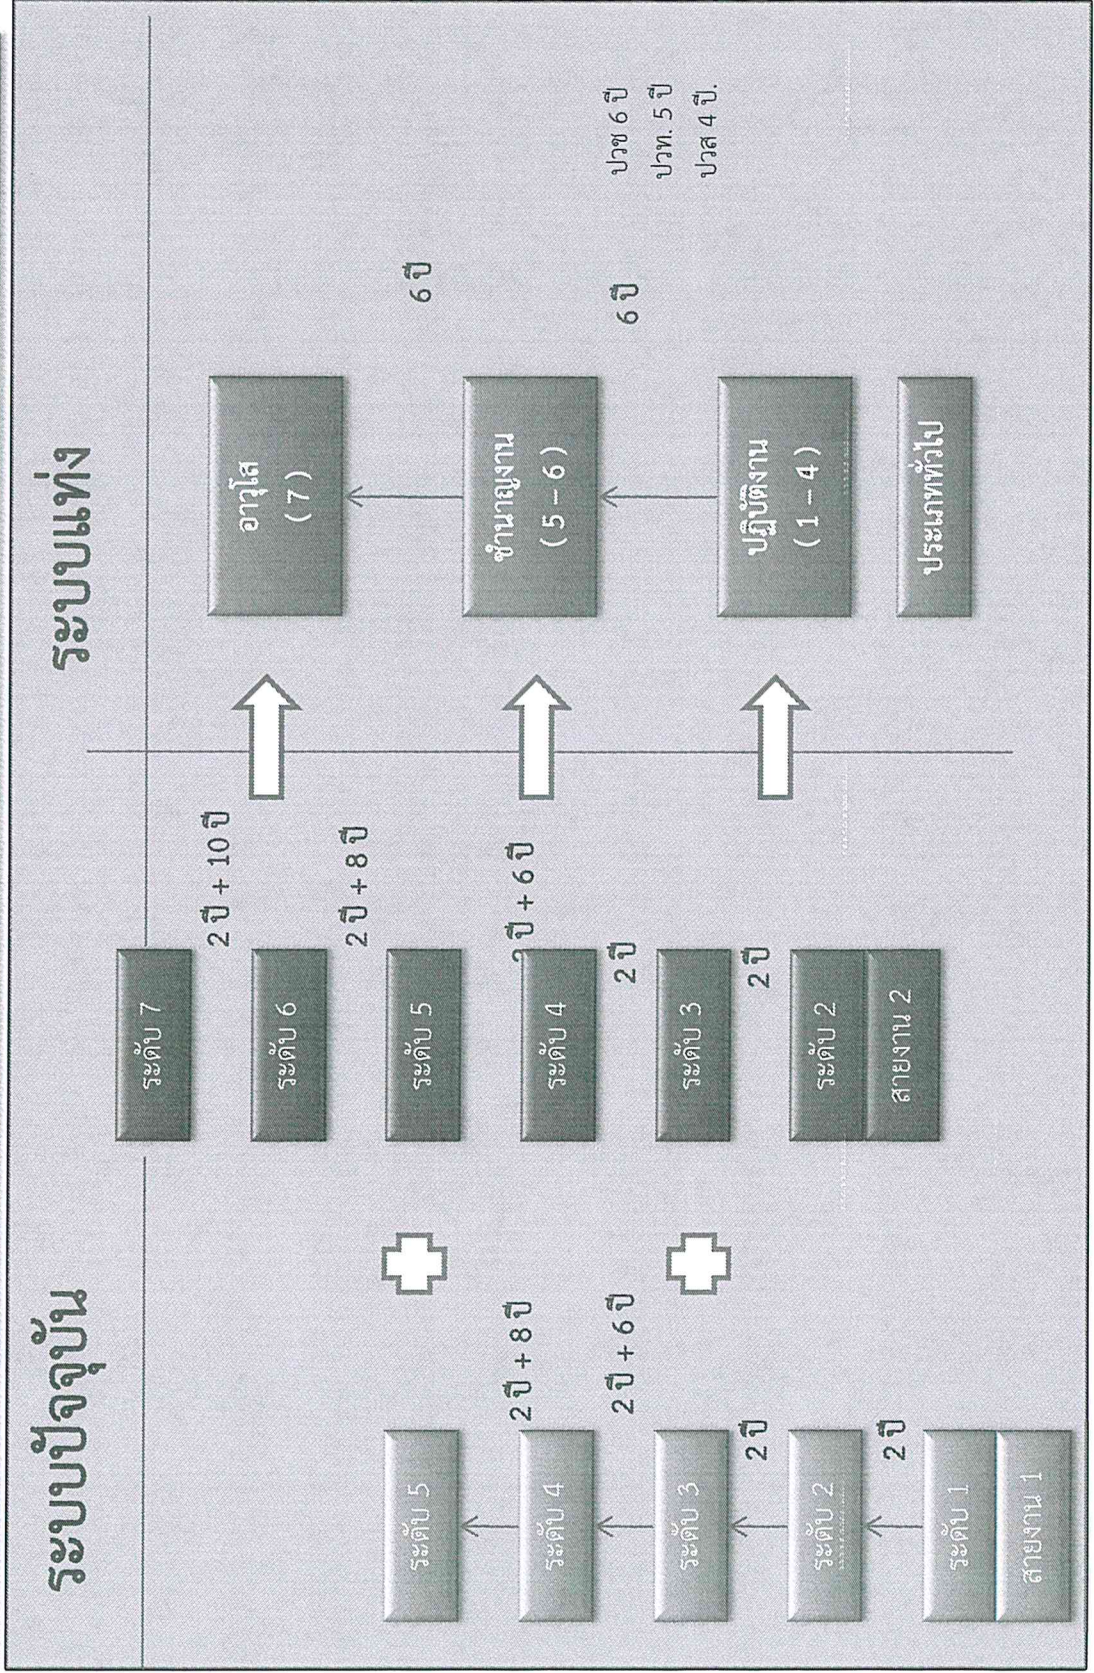 ระบบปัจจุบัน
ระบบแท่ง
ระดับ 5
2 ปี + 8 ปี
ระดับ 4
2 ปี + 6 ปี
ระดับ 3
2 ปี
ระดับ 2
2 ปี
ระดับ 1
สายงาน 1
ระดับ 7
2 ปี + 10 ปี
ระดับ 6
2 ปี + 8 ปี
ระดับ 5
2 ปี + 6 ปี
ระดับ 4
2 ปี
ระดับ 3
2 ปี
ระดับ 2
สายงาน 2
อาวุโส
( 7 )
6 ปี
ชำนาญงาน
( 5 – 6 )
6 ปี
ปวช 6 ปี
ปวท. 5 ปี
ปวส 4 ปี.
ปฏิบัติงาน
( 1 – 4 )
ประเภททั่วไป